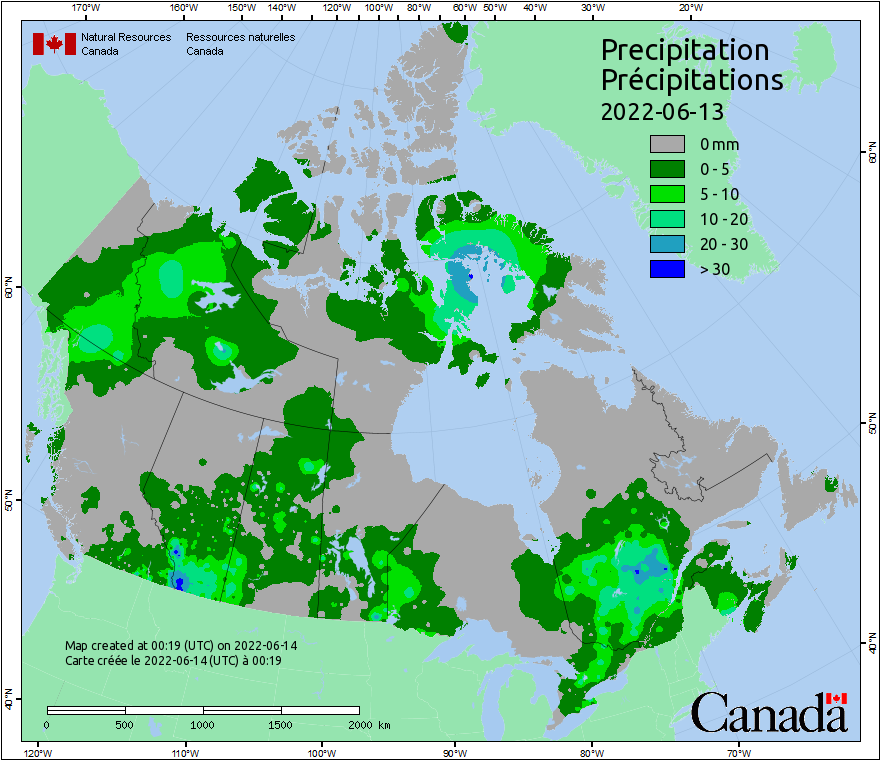 170°W 160°W 150°W 140°W 130°W 120°W 110°W 100°W 90°W 80°W 60°W 50°W 40°W 30°W 20°W
Natural Resources Ressources naturelles
Canada Canada
Precipitation
Précipitations
2022-06-13
0 mm
0 - 5
5 - 10
10 - 20
20 - 30
> 30
60°N
60°N
50°N
50°N
40°N
40°N
Map created at 00:19 (UTC) on 2022-06-14
Carte créée le 2022-06-14 (UTC) à 00:19
0 500 1000 1500 2000 km
Canada
120°W 110°W 100°W 90°W 80°W 70°W